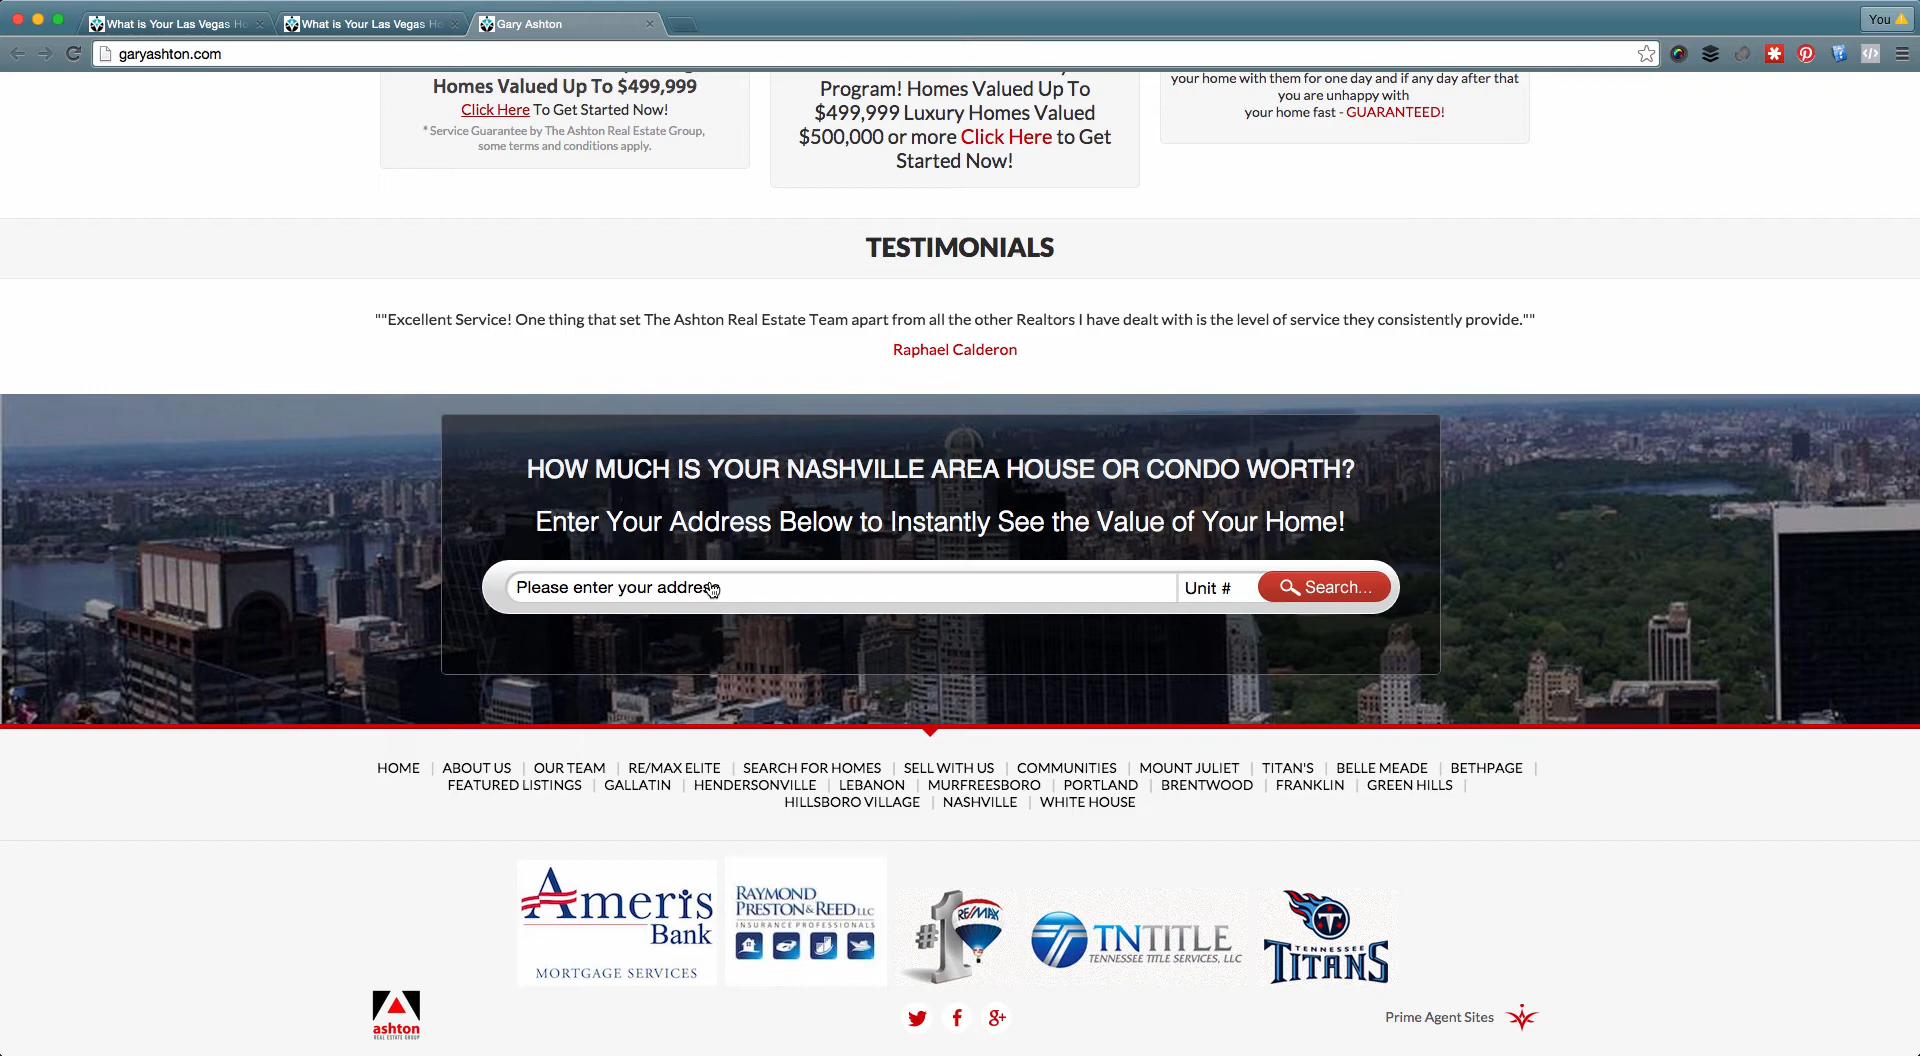 What is Your Las Vegas Ho
What is Your Las Vegas Ho
Gary Ashton
You
garyashton.com
Homes Valued Up To $499,999
Click Here To Get Started Now!
* Service Guarantee by The Ashton Real Estate Group,
some terms and conditions apply.
Program! Homes Valued Up To
$499,999 Luxury Homes Valued
$500,000 or more Click Here to Get
Started Now!
your home with them for one day and if any day after that
you are unhappy with
your home fast - GUARANTEED!
TESTIMONIALS
""Excellent Service! One thing that set The Ashton Real Estate Team apart from all the other Realtors I have dealt with is the level of service they consistently provide.""
Raphael Calderon
HOW MUCH IS YOUR NASHVILLE AREA HOUSE OR CONDO WORTH?
Enter Your Address Below to Instantly See the Value of Your Home!
Please enter your address
Unit #
Search...
HOME | ABOUT US | OUR TEAM | RE/MAX ELITE | SEARCH FOR HOMES | SELL WITH US | COMMUNITIES | MOUNT JULIET | TITAN'S | BELLE MEADE | BETHPAGE |
FEATURED LISTINGS | GALLATIN | HENDERSONVILLE | LEBANON | MURFREESBORO | PORTLAND | BRENTWOOD | FRANKLIN | GREEN HILLS |
HILLSBORO VILLAGE | NASHVILLE | WHITE HOUSE
Ameris
Bank
MORTGAGE SERVICES
RAYMOND
PRESTON & REED LLC
INSURANCE PROFESSIONALS
#1
RE/MAX
TNTITLE
TENNESSEE TITLE SERVICES, LLC
T
TENNESSEE
TITANS
ashton
REAL ESTATE GROUP
Prime Agent Sites